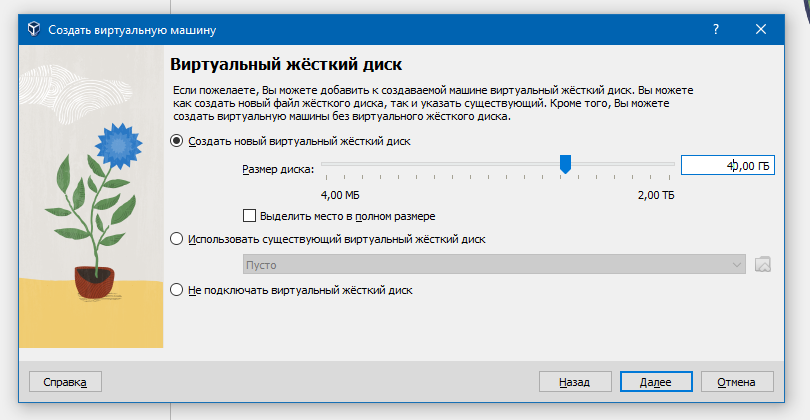 Создать виртуальную машину
Виртуальный жёсткий диск
Если пожелаете, Вы можете добавить к создаваемой машине виртуальный жёсткий диск. Вы можете
как создать новый файл жёсткого диска, так и указать существующий. Кроме того, Вы можете
создать виртуальную машины без виртуального жёсткого диска.
Создать новый виртуальный жёсткий диск
Размер диска:
40,00 ГБ
4,00 МБ
2,00 ТБ
Выделить место в полном размере
Использовать существующий виртуальный жёсткий диск
Пусто
Не подключать виртуальный жёсткий диск
Справка
Назад
Далее
Отмена